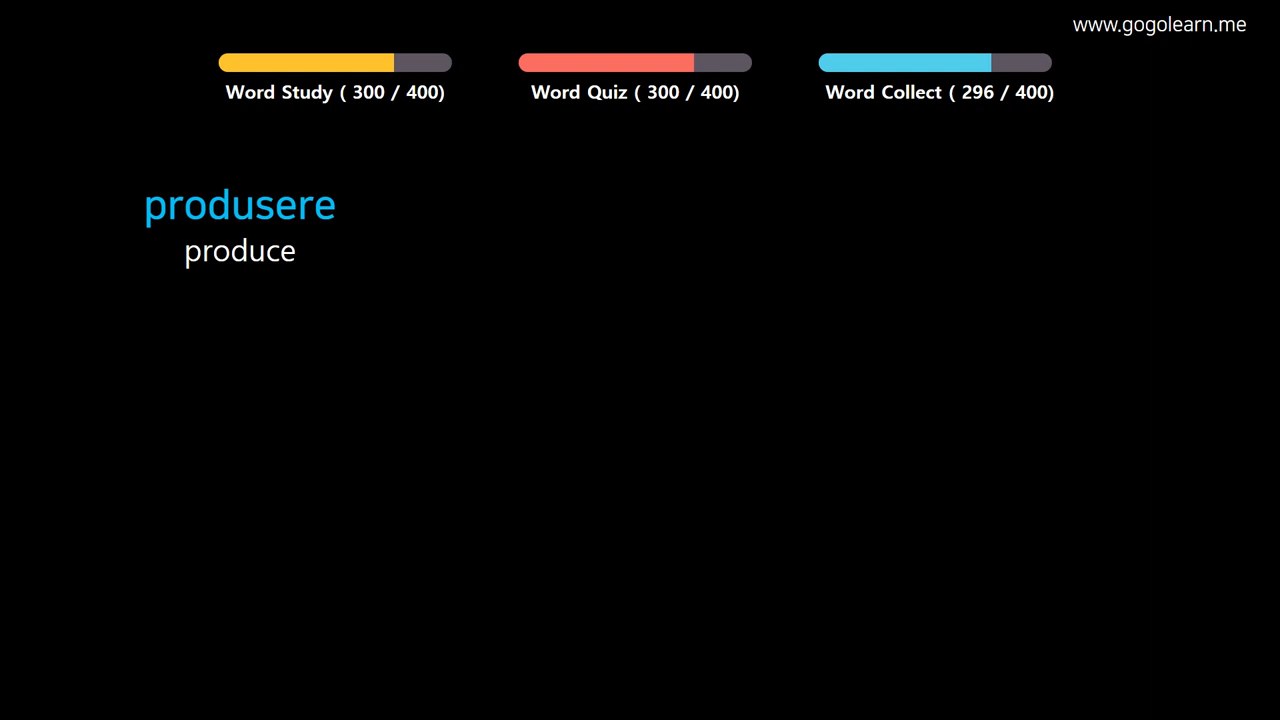 www.gogolearn.me
Word Study ( 300 / 400)
Word Quiz ( 300 / 400)
Word Collect ( 296 / 400)
produsere
produce